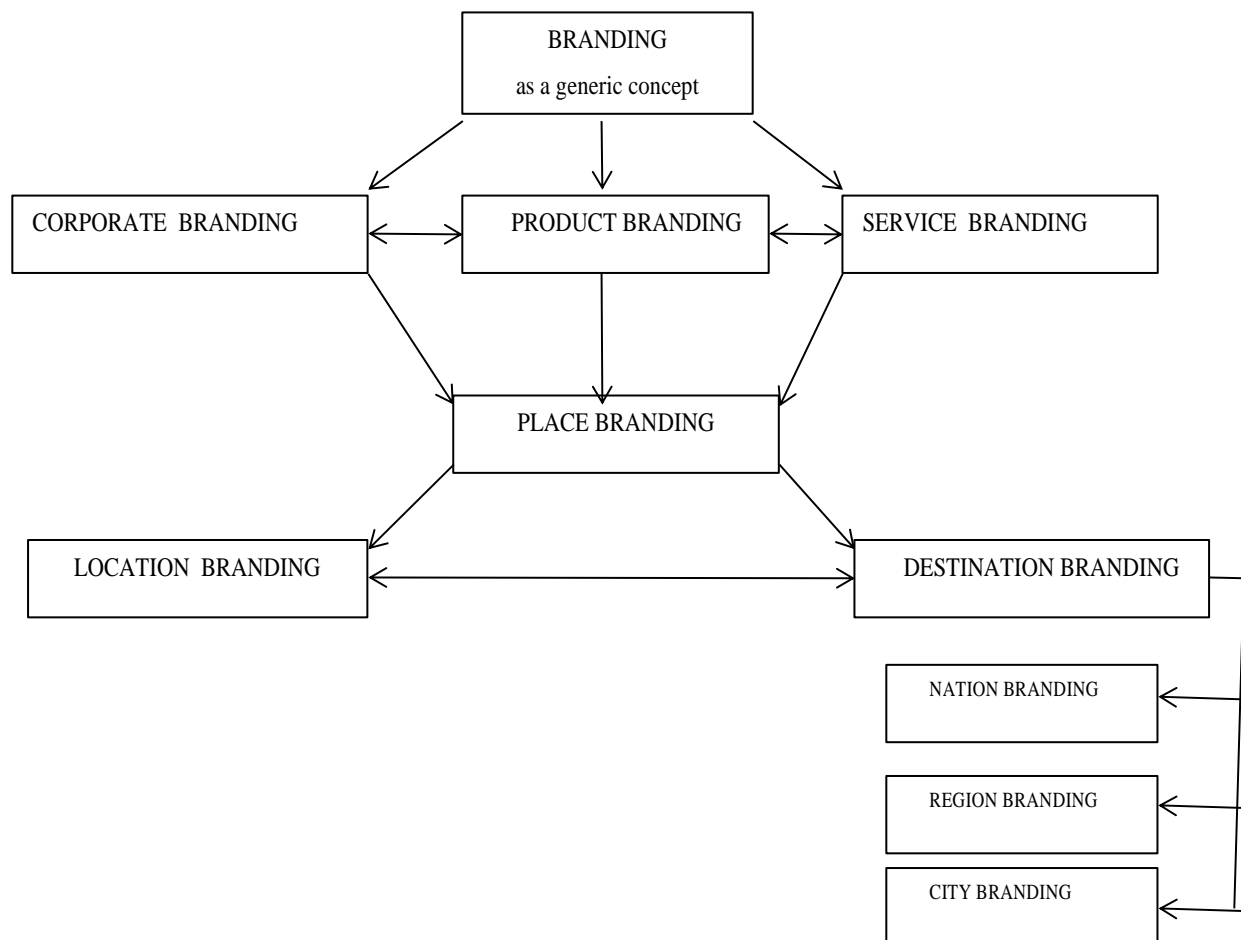 BRANDING
as a generic concept
CORPORATE BRANDING
PRODUCT BRANDING
SERVICE BRANDING
PLACE BRANDING
LOCATION BRANDING
DESTINATION BRANDING
NATION BRANDING
REGION BRANDING
CITY BRANDING